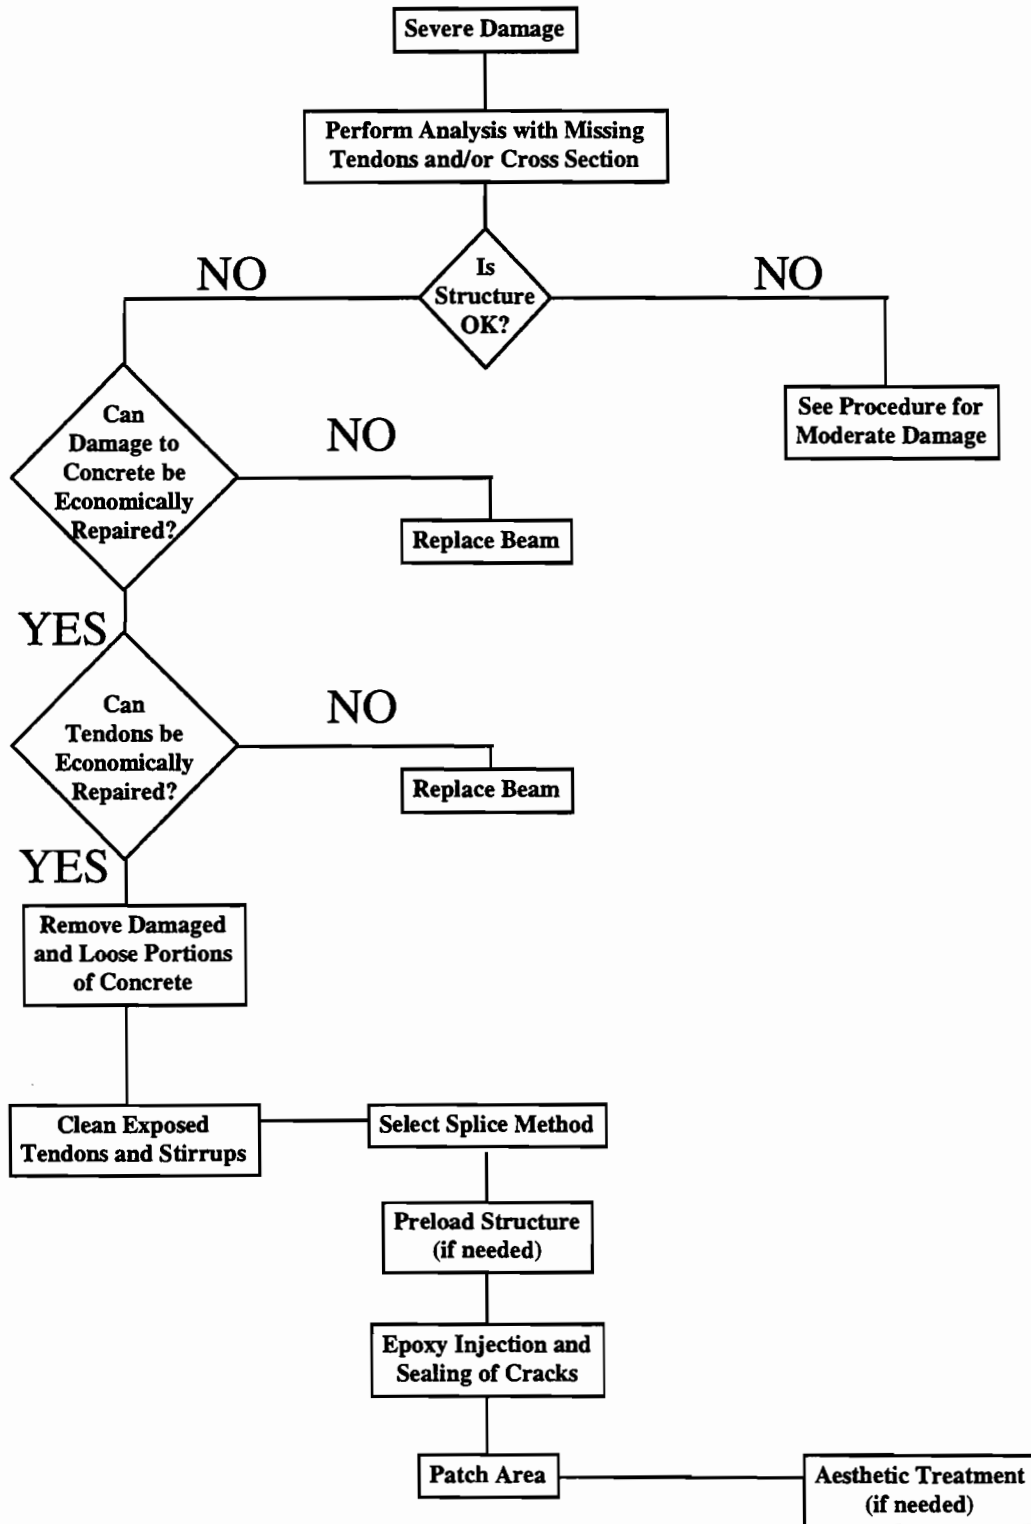 Severe Damage
Perform Analysis with Missing
Tendons and/or Cross Section
Is
Structure
OK?
NO
NO
See Procedure for
Moderate Damage
Can
Damage to
Concrete be
Economically
Repaired?
NO
Replace Beam
YES
Can
Tendons be
Economically
Repaired?
NO
Replace Beam
YES
Remove Damaged
and Loose Portions
of Concrete
Clean Exposed
Tendons and Stirrups
Select Splice Method
Preload Structure
(if needed)
Epoxy Injection and
Sealing of Cracks
Patch Area
Aesthetic Treatment
(if needed)